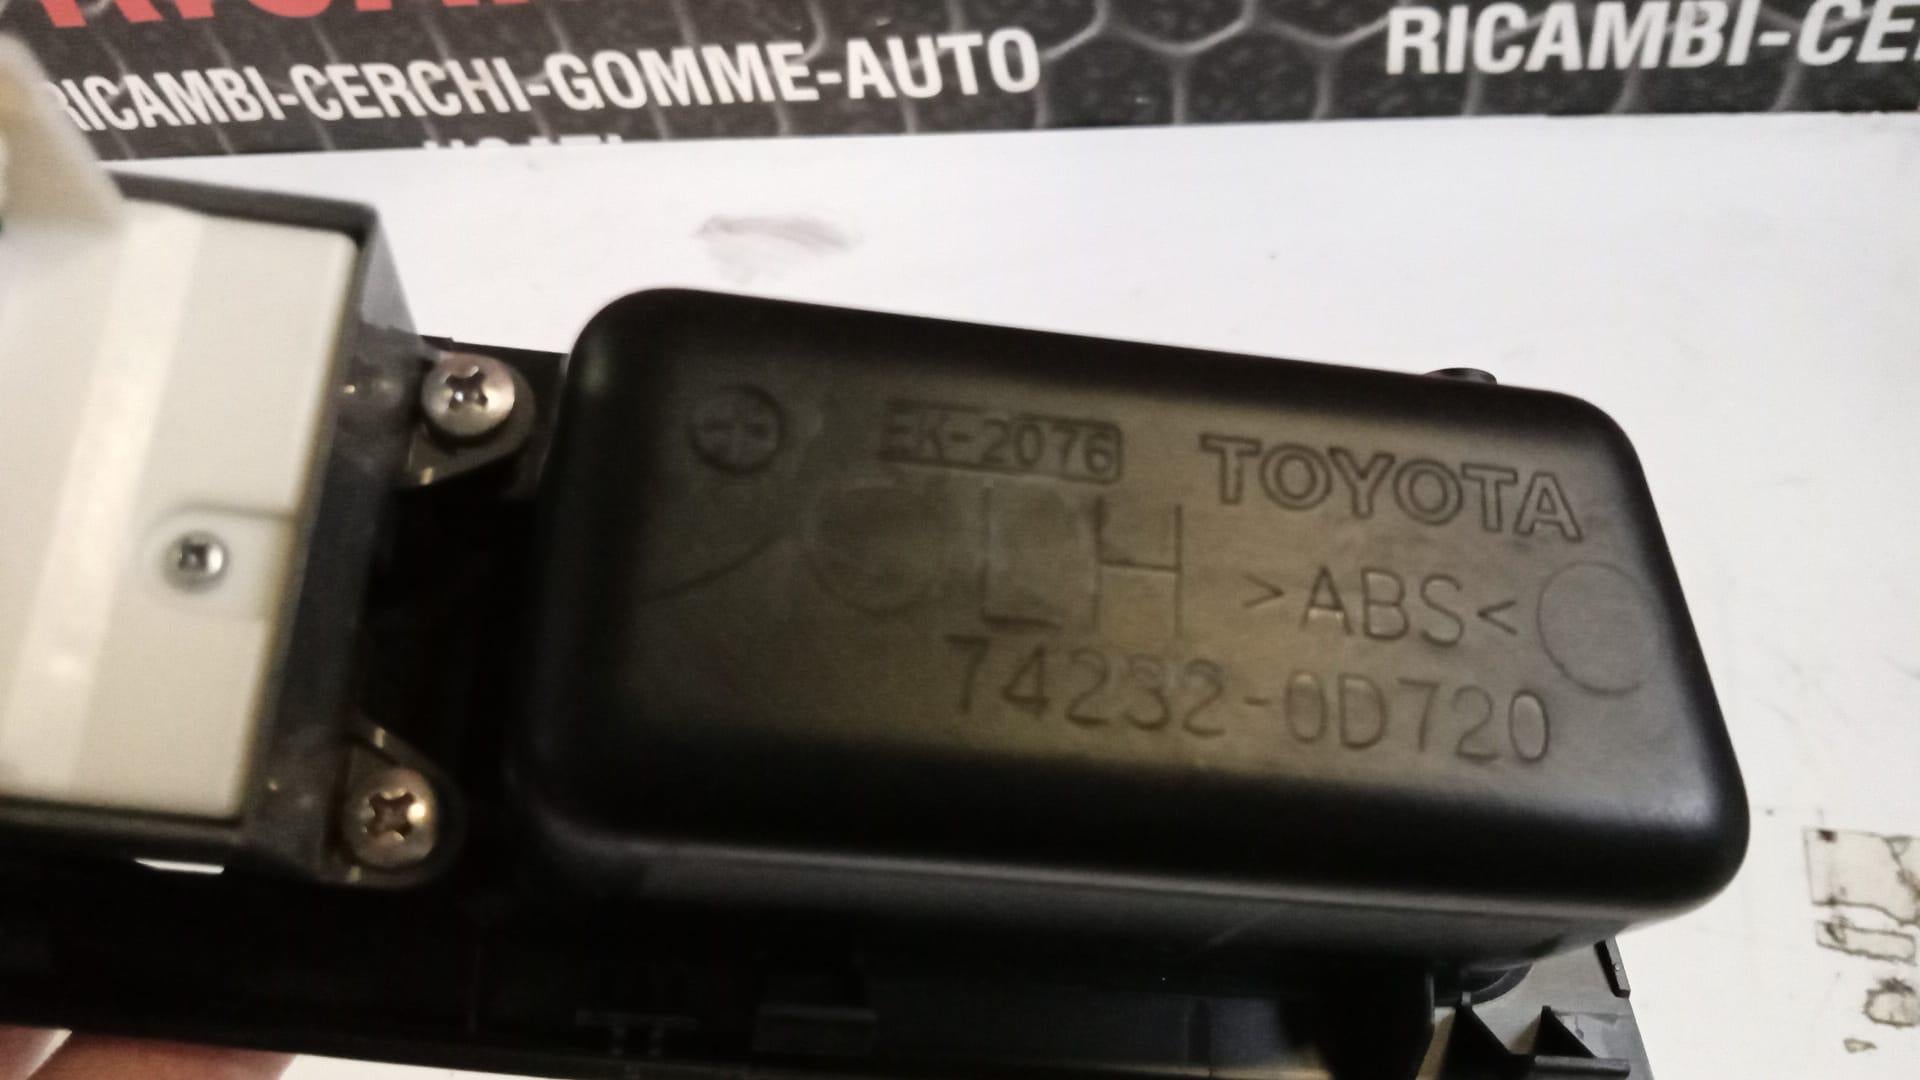 RICAMBI-CERCHI-GOMME-AUTO
RICAMBI-CE
EK-2076
TOYOTA
LH
>ABS<
74232-0D720